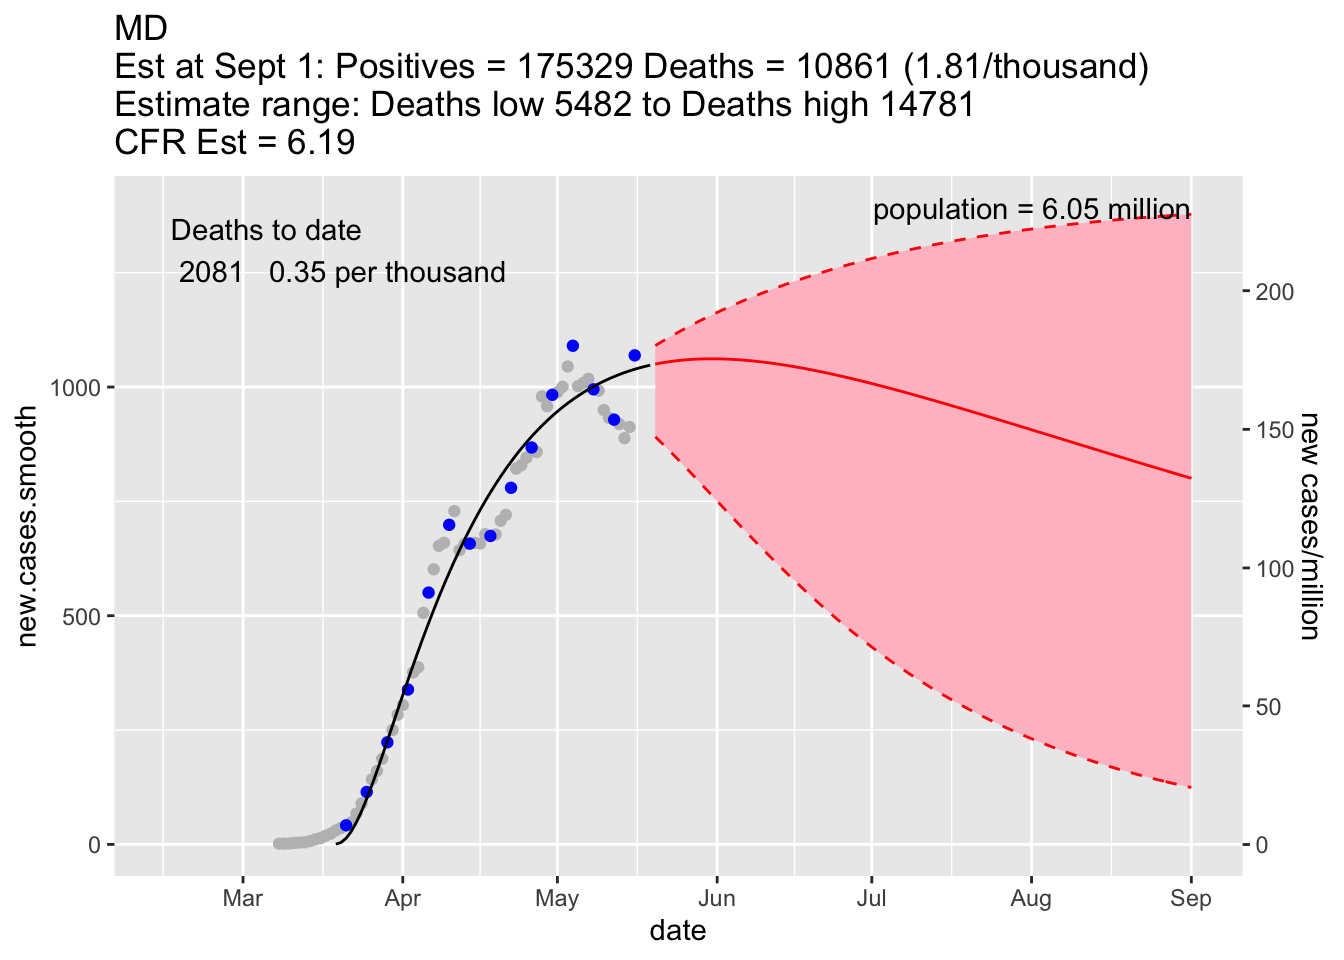 MD
Est at Sept 1: Positives = 175329 Deaths = 10861 (1.81/thousand)
Estimate range: Deaths low 5482 to Deaths high 14781
CFR Est = 6.19
population = 6.05 million
Deaths to date
2081 0.35 per thousand
1000
500
0
new.cases.smooth
200
150
100
50
0
new cases/million
Mar Apr May Jun Jul Aug Sep
date